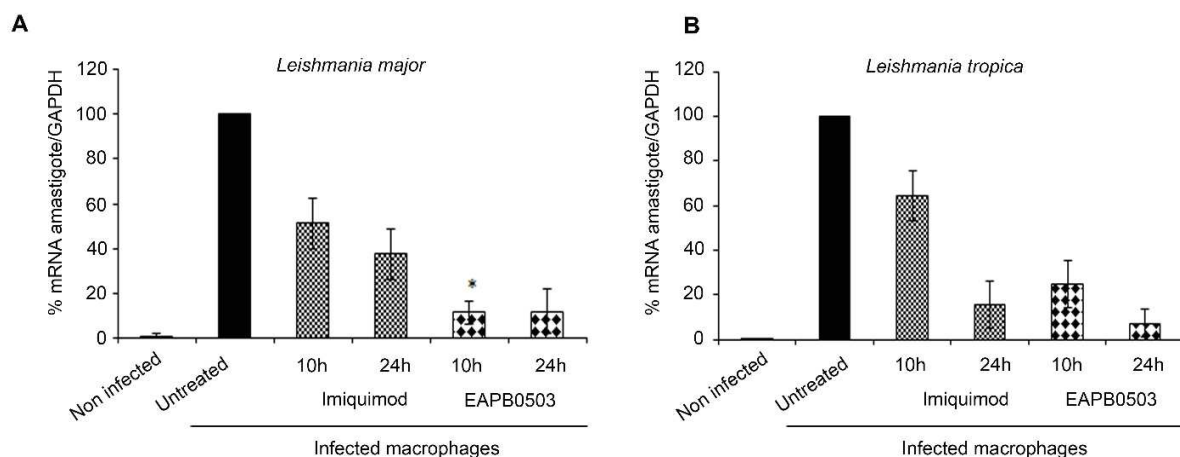 A
Leishmania major
% mRNA amastigote/GAPDH
120
100
80
60
40
20
0
*
Non infected
Untreated
10h
24h
10h
24h
Imiquimod
EAPB0503
Infected macrophages
B
Leishmania tropica
% mRNA amastigote/GAPDH
120
100
80
60
40
20
0
Non infected
Untreated
10h
24h
10h
24h
Imiquimod
EAPB0503
Infected macrophages